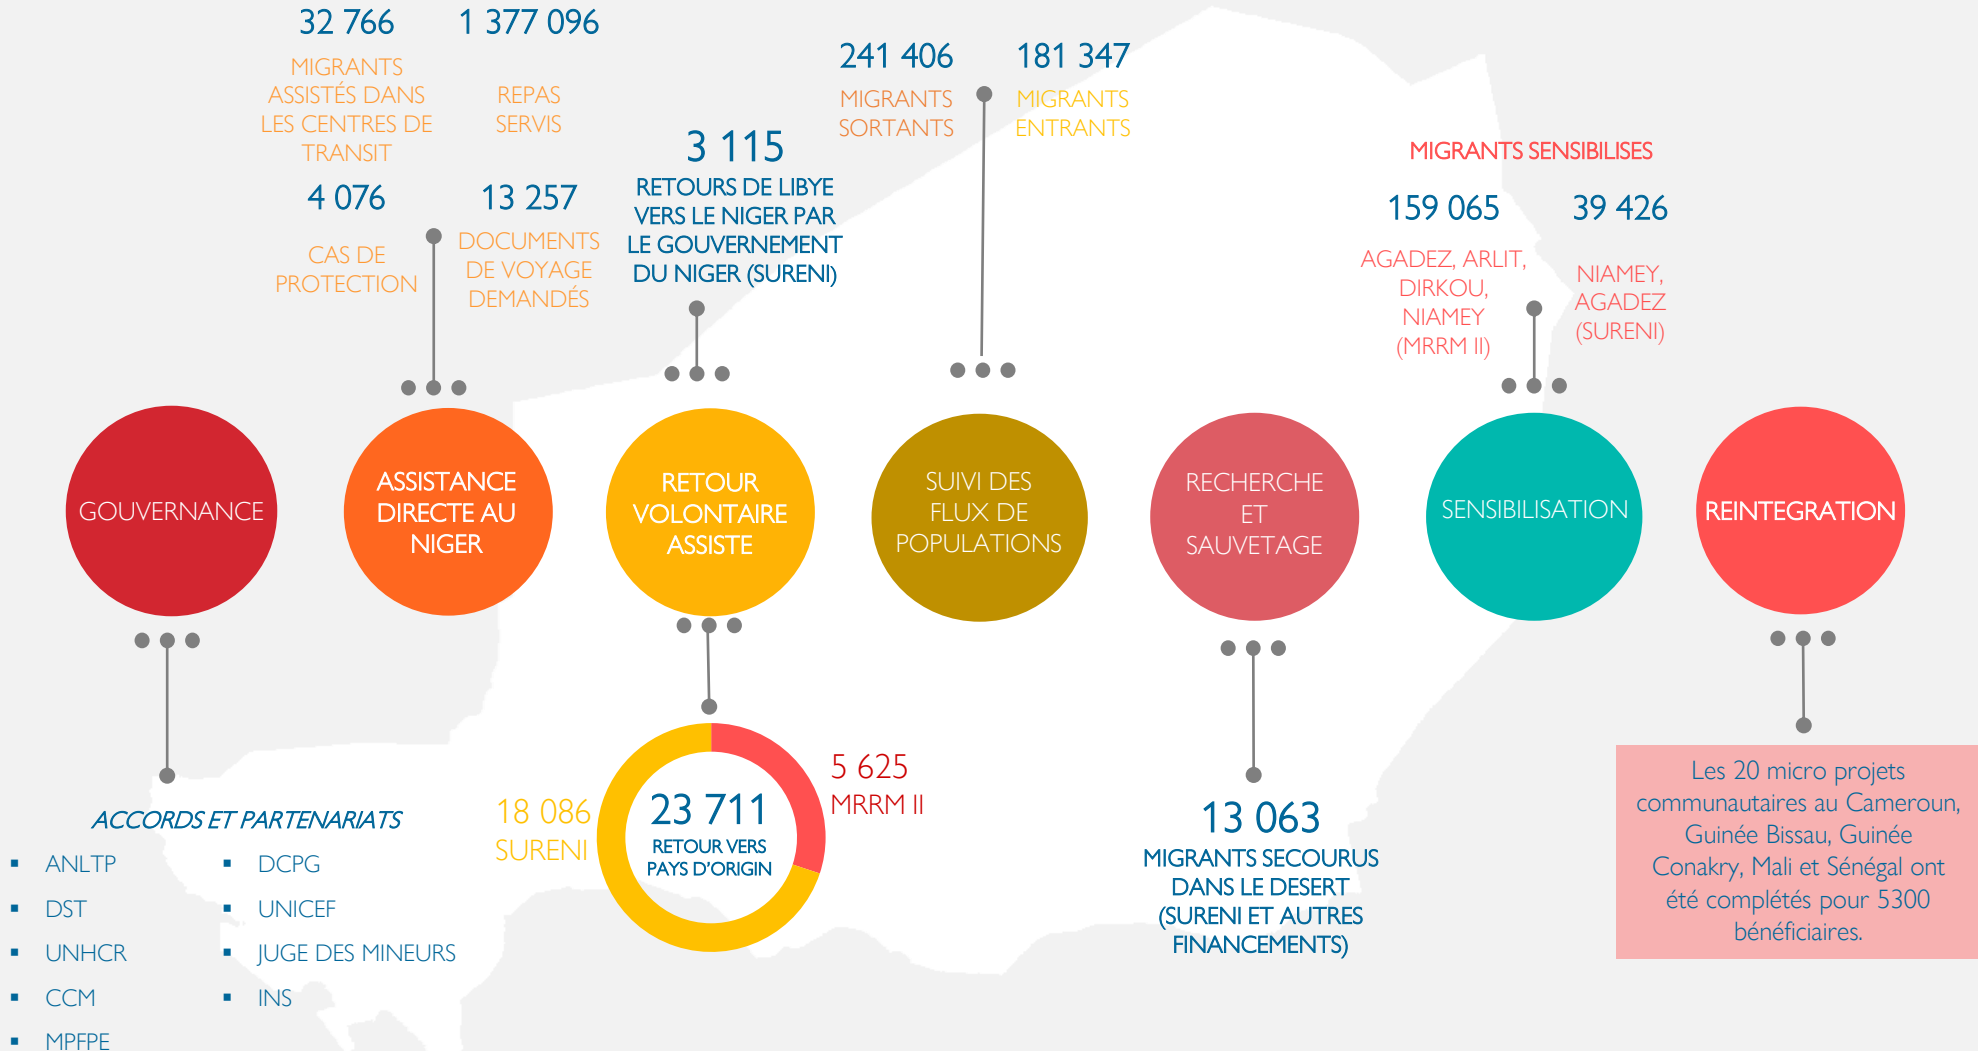 32 766
MIGRANTS
ASSISTÉS DANS
LES CENTRES DE
TRANSIT
1 377 096
REPAS
SERVIS
4 076
CAS DE
PROTECTION
13 257
DOCUMENTS
DE VOYAGE
DEMANDÉS
3 115
RETOURS DE LIBYE
VERS LE NIGER PAR
LE GOUVERNEMENT
DU NIGER (SURENI)
241 406
MIGRANTS
SORTANTS
181 347
MIGRANTS
ENTRANTS
MIGRANTS SENSIBILISES
159 065
AGADEZ, ARLIT,
DIRKOU,
NIAMEY
(MRRM II)
39 426
NIAMEY,
AGADEZ
(SURENI)
GOUVERNANCE
ASSISTANCE
DIRECTE AU
NIGER
RETOUR
VOLONTAIRE
ASSISTE
SUIVI DES
FLUX DE
POPULATIONS
RECHERCHE
ET
SAUVETAGE
SENSIBILISATION
REINTEGRATION
ACCORDS ET PARTENARIATS
▪ ANLTP
▪ DST
▪ UNHCR
▪ CCM
▪ MPFPE
▪ DCPG
▪ UNICEF
▪ JUGE DES MINEURS
▪ INS
18 086
SURENI
23 711
RETOUR VERS
PAYS D'ORIGIN
5 625
MRRM II
13 063
MIGRANTS SECOURUS
DANS LE DESERT
(SURENI ET AUTRES
FINANCEMENTS)
Les 20 micro projets
communautaires au Cameroun,
Guinée Bissau, Guinée
Conakry, Mali et Sénégal ont
été complétés pour 5300
bénéficiaires.